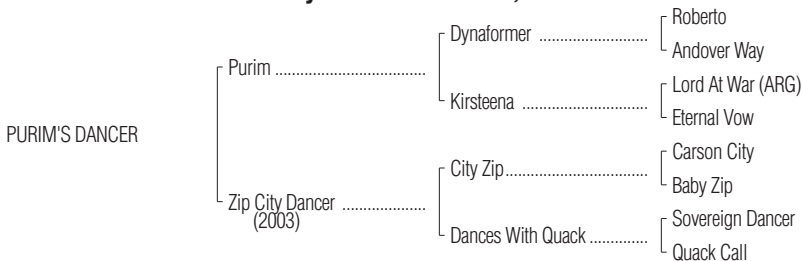 Roberto
Dynaformer ..................
Andover Way
Purim .........................................
Lord At War (ARG)
Kirsteena .....................
Eternal Vow
PURIM'S DANCER
Carson City
City Zip........................
Baby Zip
Zip City Dancer ......................
(2003)
Sovereign Dancer
Dances With Quack ..............
Quack Call